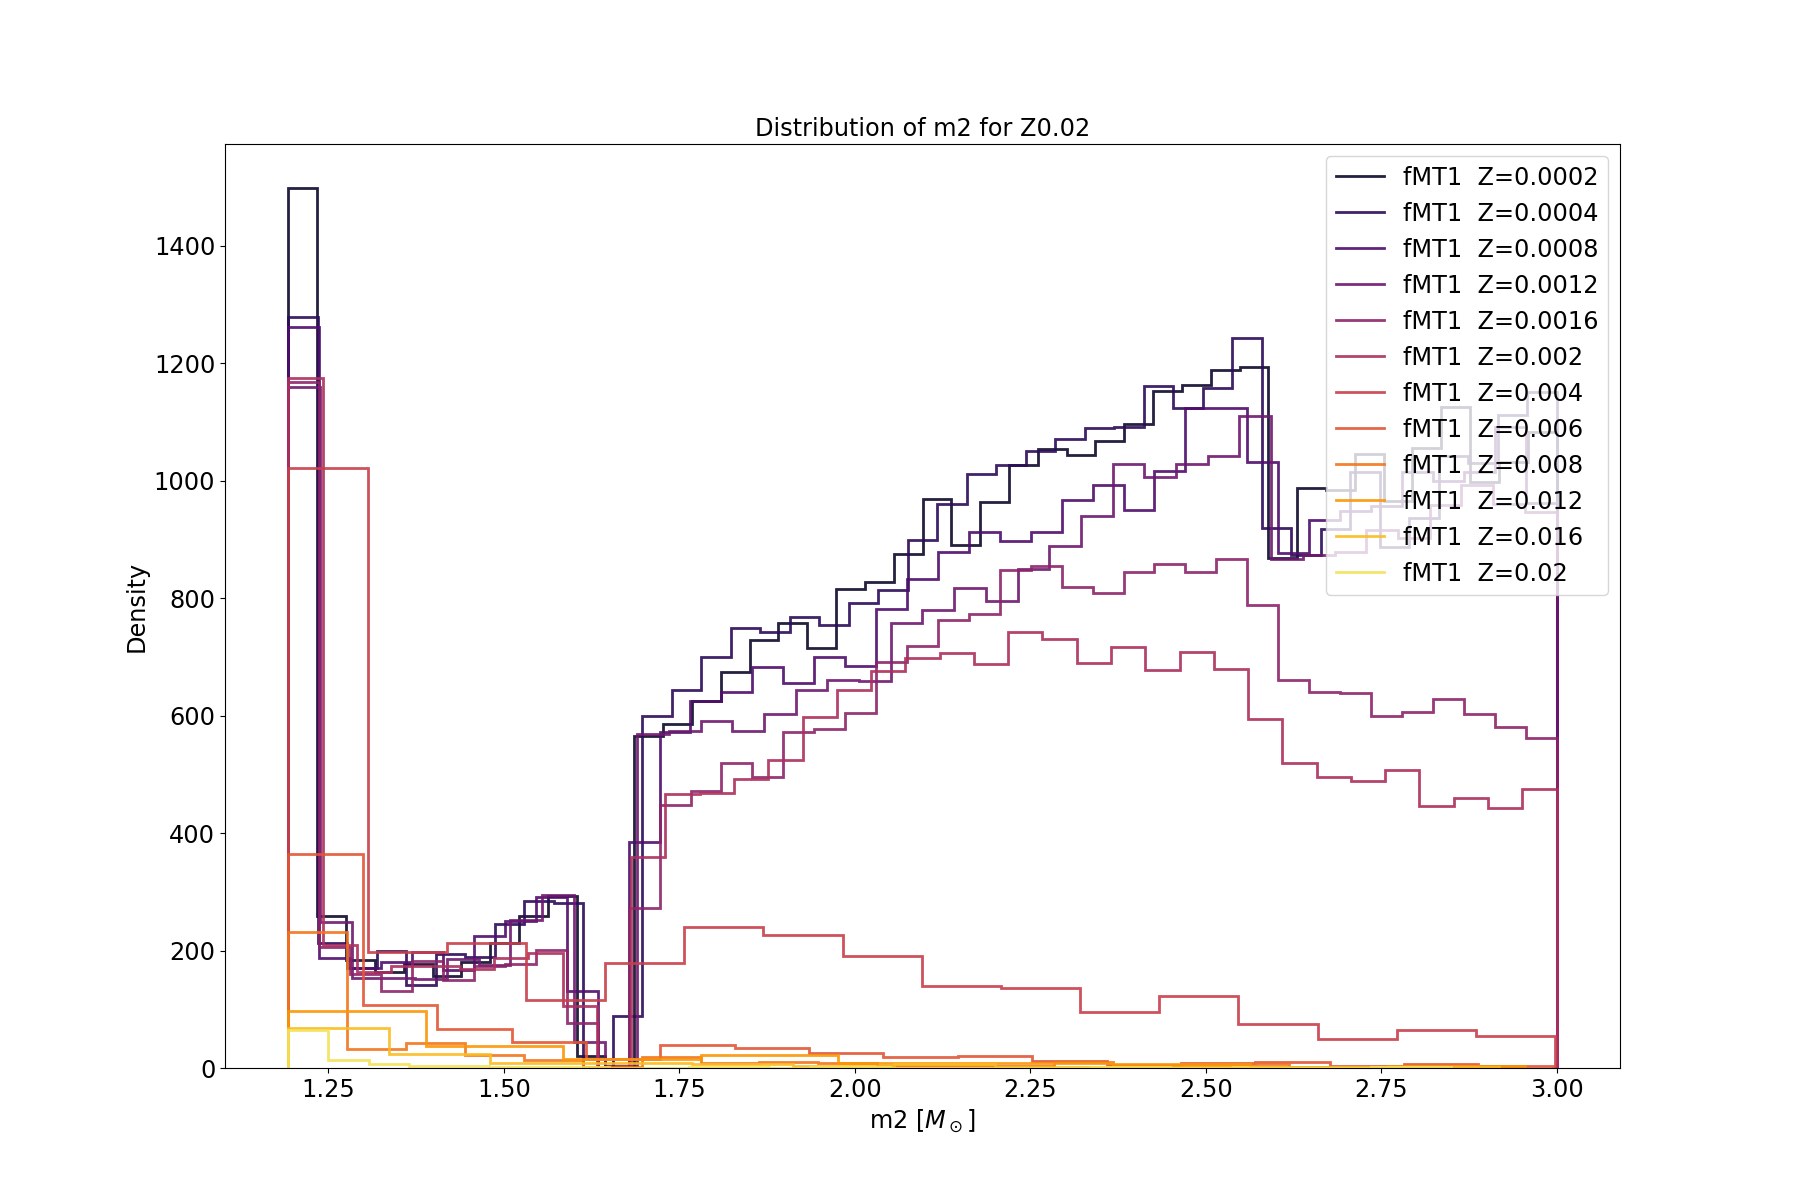 Distribution of m2 for Z0.02
Density
1400
1200
1000
800
600
400
200
0
1.25 1.50 1.75 2.00 2.25 2.50 2.75 3.00
m2 [M⊙]
fMT1 Z=0.0002
fMT1 Z=0.0004
fMT1 Z=0.0008
fMT1 Z=0.0012
fMT1 Z=0.0016
fMT1 Z=0.002
fMT1 Z=0.004
fMT1 Z=0.006
fMT1 Z=0.008
fMT1 Z=0.012
fMT1 Z=0.016
fMT1 Z=0.02